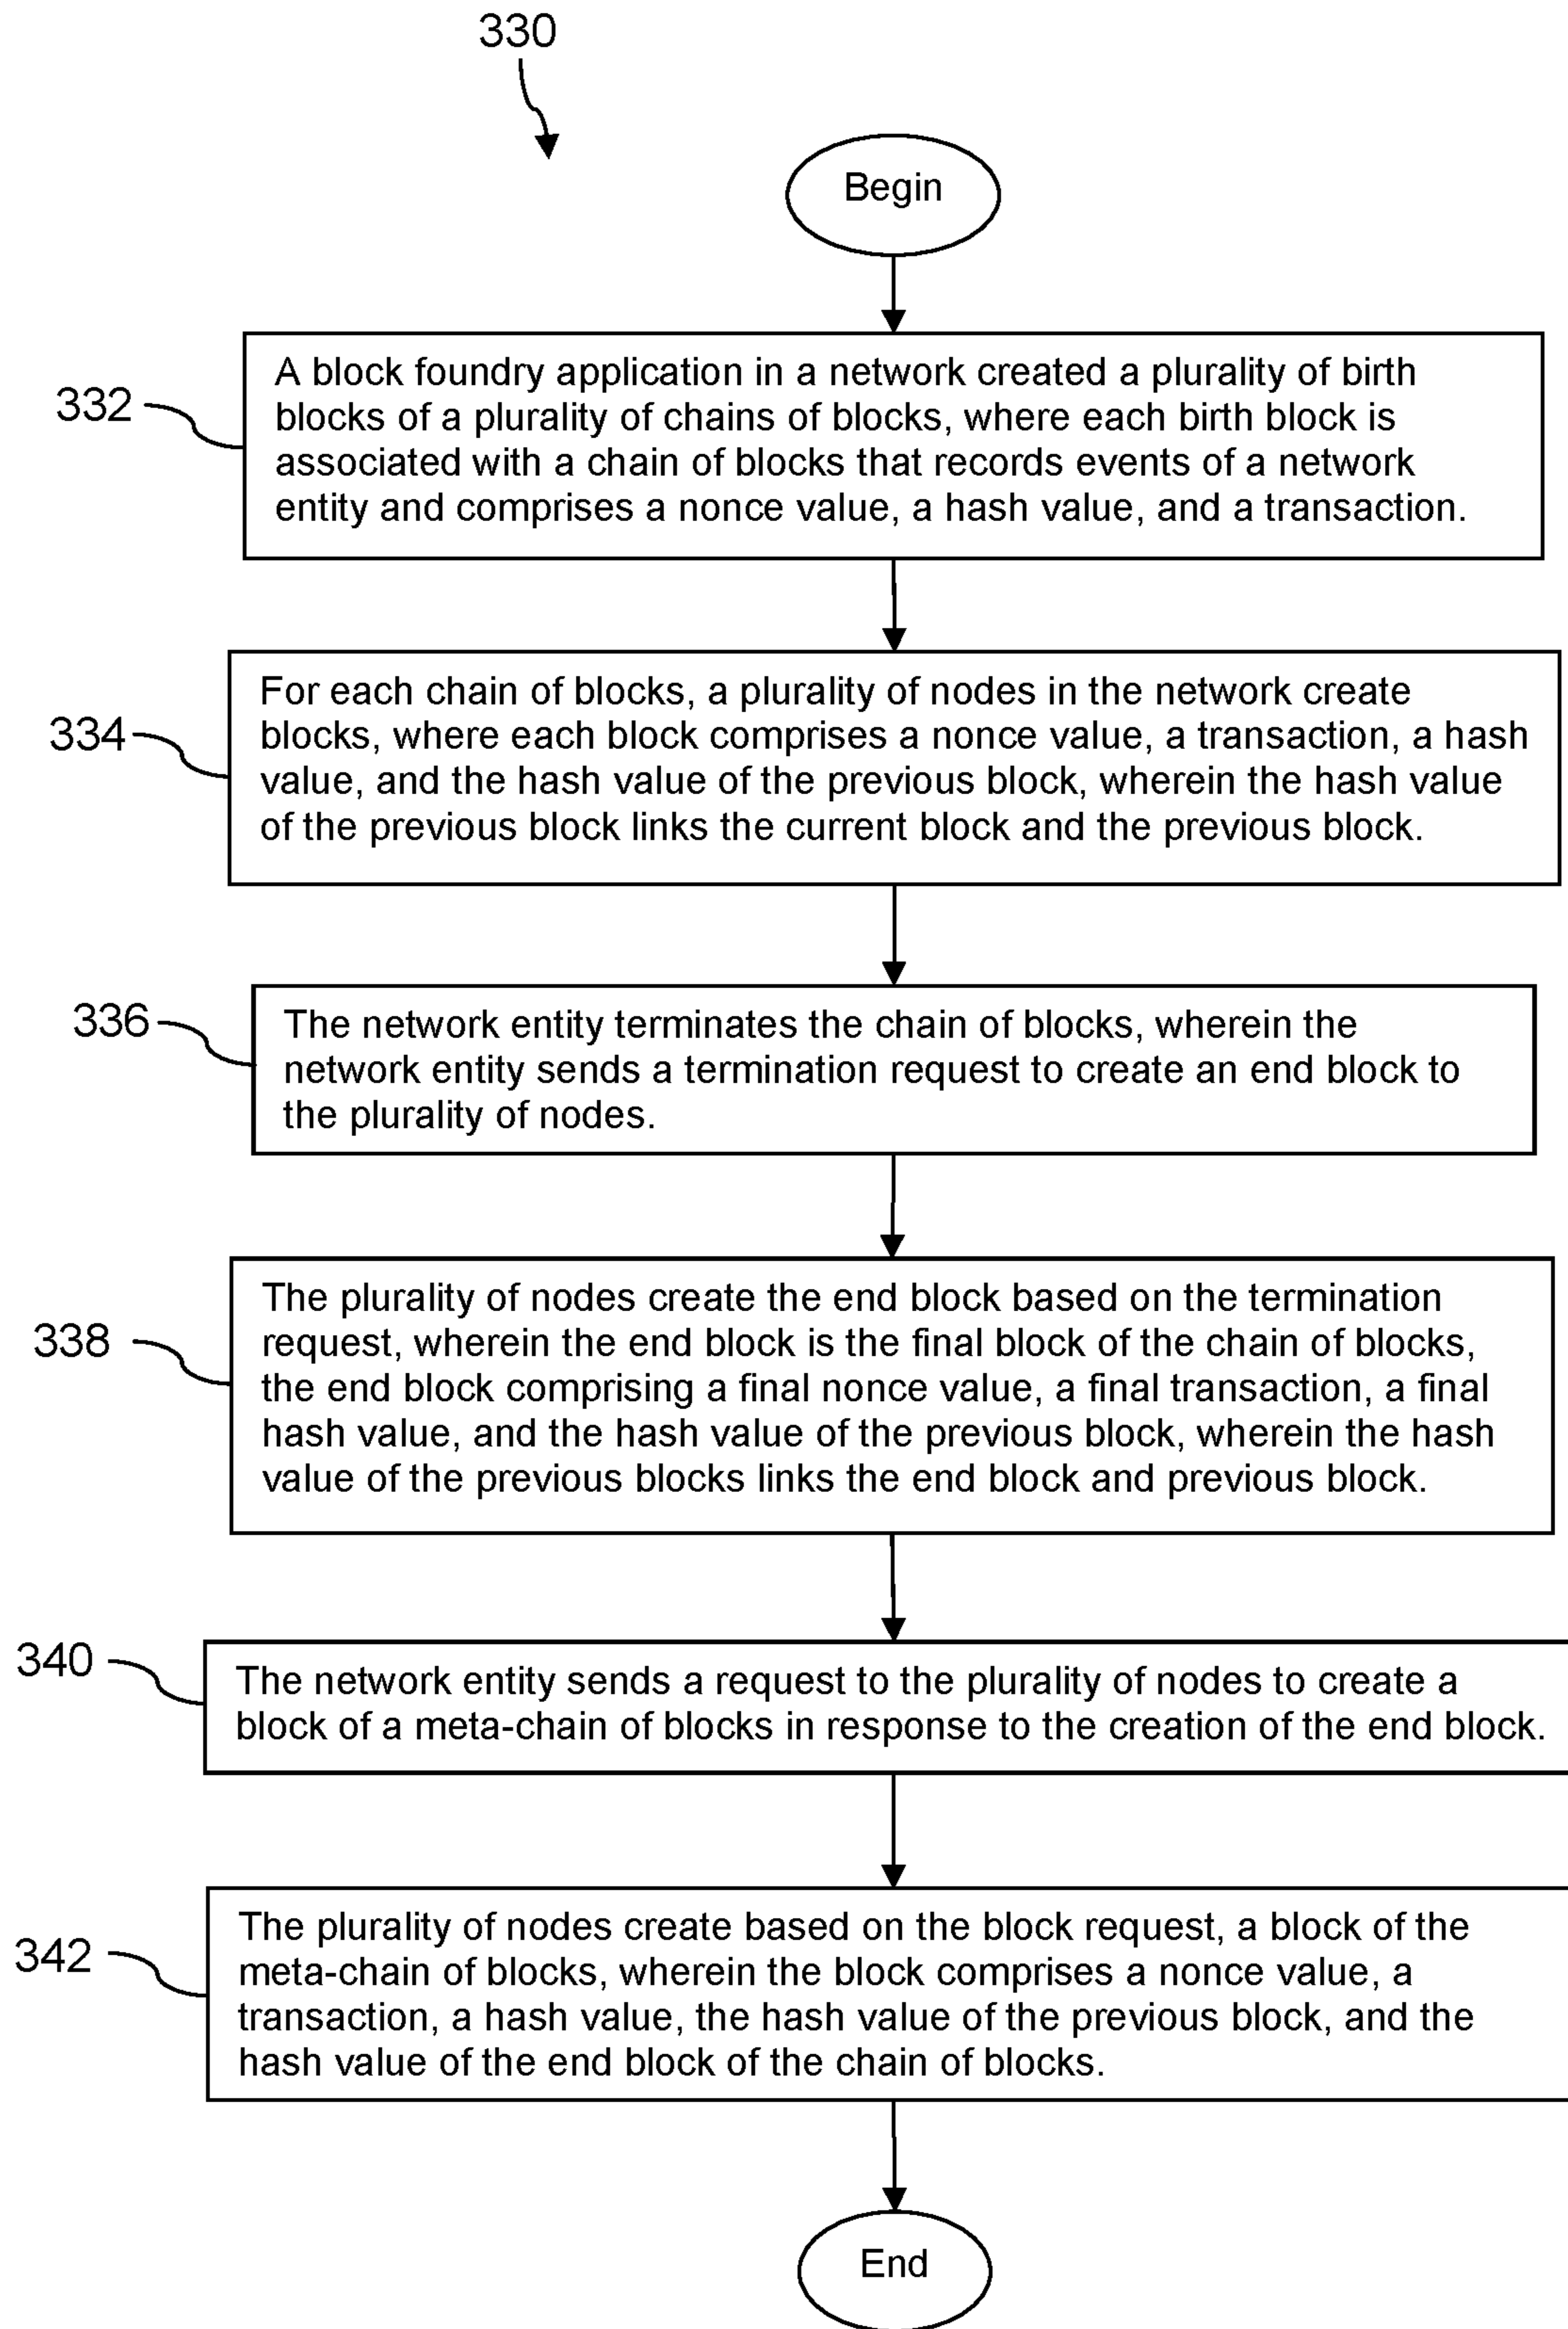 330
Begin
332
A block foundry application in a network created a plurality of birth
blocks of a plurality of chains of blocks, where each birth block is
associated with a chain of blocks that records events of a network
entity and comprises a nonce value, a hash value, and a transaction.
334
For each chain of blocks, a plurality of nodes in the network create
blocks, where each block comprises a nonce value, a transaction, a hash
value, and the hash value of the previous block, wherein the hash value
of the previous block links the current block and the previous block.
336
The network entity terminates the chain of blocks, wherein the
network entity sends a termination request to create an end block to
the plurality of nodes.
338
The plurality of nodes create the end block based on the termination
request, wherein the end block is the final block of the chain of blocks,
the end block comprising a final nonce value, a final transaction, a final
hash value, and the hash value of the previous block, wherein the hash
value of the previous blocks links the end block and previous block.
340
The network entity sends a request to the plurality of nodes to create a
block of a meta-chain of blocks in response to the creation of the end block.
342
The plurality of nodes create based on the block request, a block of the
meta-chain of blocks, wherein the block comprises a nonce value, a
transaction, a hash value, the hash value of the previous block, and the
hash value of the end block of the chain of blocks.
End